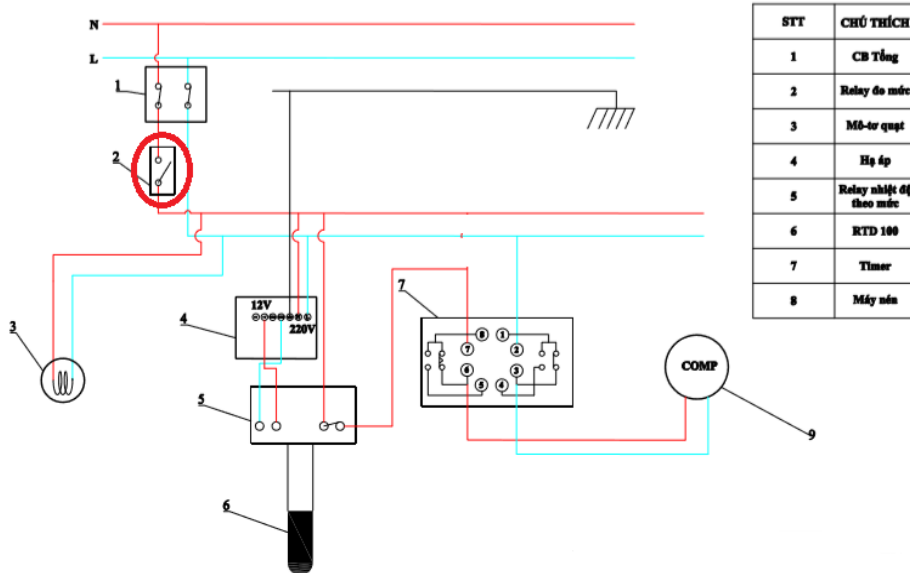 N
L
1
2
3
12V
4
220V
5
6
7
8
1
7
2
6
3
5
4
COMP
9
STT CHÚ THÍCH
1 CB Tổng
2 Relay đo mức
3 Mô-tơ quạt
4 Hạ áp
5 Relay nhiệt độ
theo mức
6 RTD 100
7 Timer
8 Máy nén